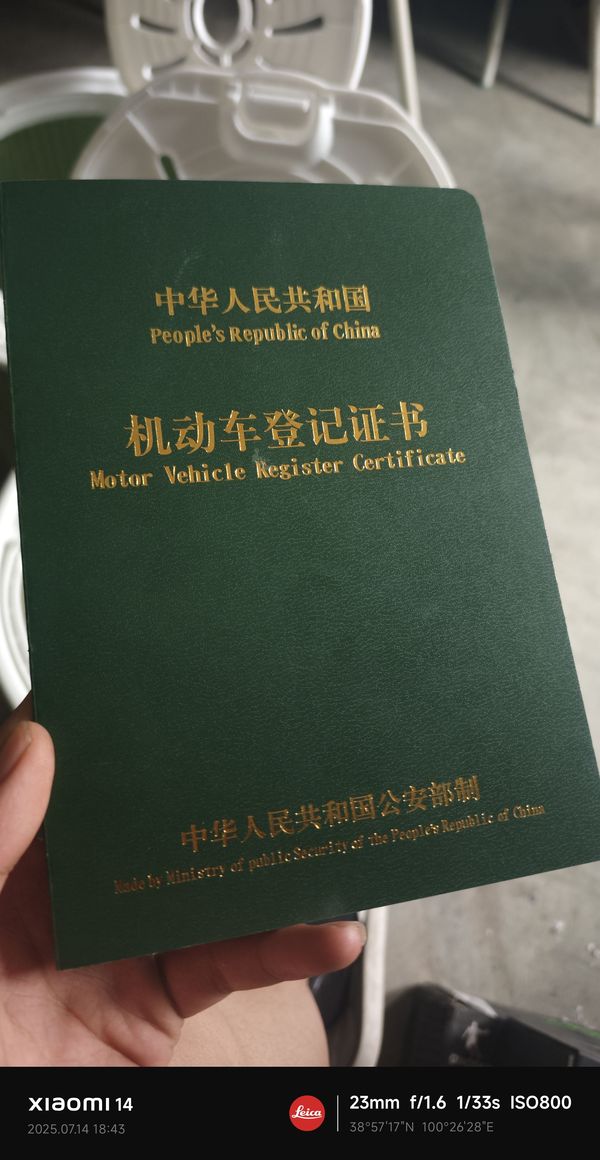 中华人民共和国
People's Republic of China
机动车登记证书
Motor Vehicle Register Certificate
中华人民共和国公安部制
Made by Ministry of public Security of the People's Republic of China
xiaomi 14
2025.07.14 18:43
Leica
23mm f/1.6 1/33s ISO800
38°57'17"N 100°26'28"E